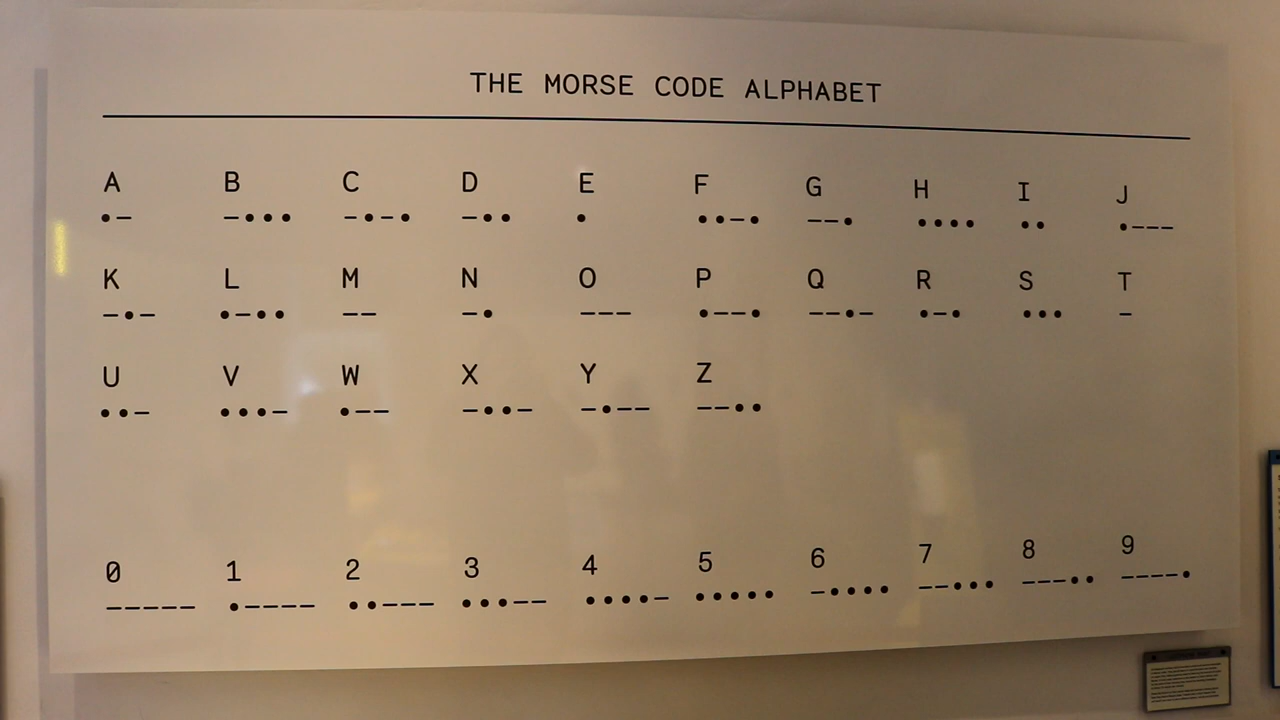 THE MORSE CODE ALPHABET
A B C D E F G H I J
•– –••• –•–• –•• • ••–• ––• •••• •• •–––
K L M N O P Q R S T
–•– •–•• –– –• ––– •––• ––•– •–• ••• –
U V W X Y Z
••– •••– •–– –••– –•–– ––••
0 1 2 3 4 5 6 7 8 9
––––– •–––– ••––– •••–– ••••– ••••• –•••• ––••• –––•• ––––•